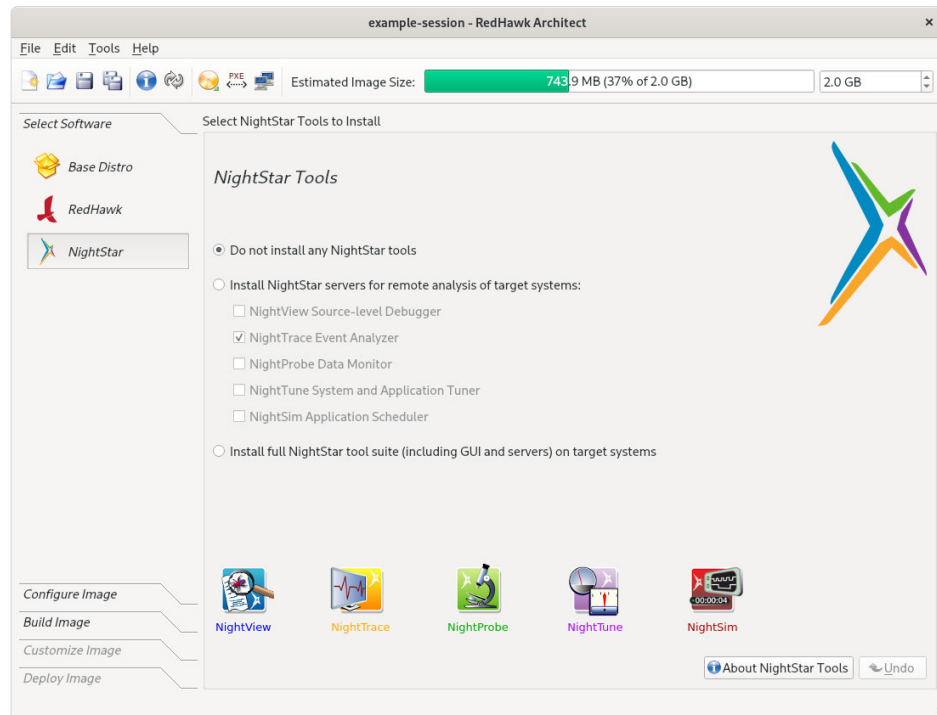 example-session - RedHawk Architect
File Edit Tools Help
PXE
Estimated Image Size:
743.9 MB (37% of 2.0 GB)
2.0 GB
Select Software
Base Distro
RedHawk
NightStar
Select NightStar Tools to Install
NightStar Tools
Do not install any NightStar tools
Install NightStar servers for remote analysis of target systems:
NightView Source-level Debugger
NightTrace Event Analyzer
NightProbe Data Monitor
NightTune System and Application Tuner
NightSim Application Scheduler
Install full NightStar tool suite (including GUI and servers) on target systems
00:00:04
NightView NightTrace NightProbe NightTune NightSim
Configure Image
Build Image
Customize Image
Deploy Image
About NightStar Tools
Undo